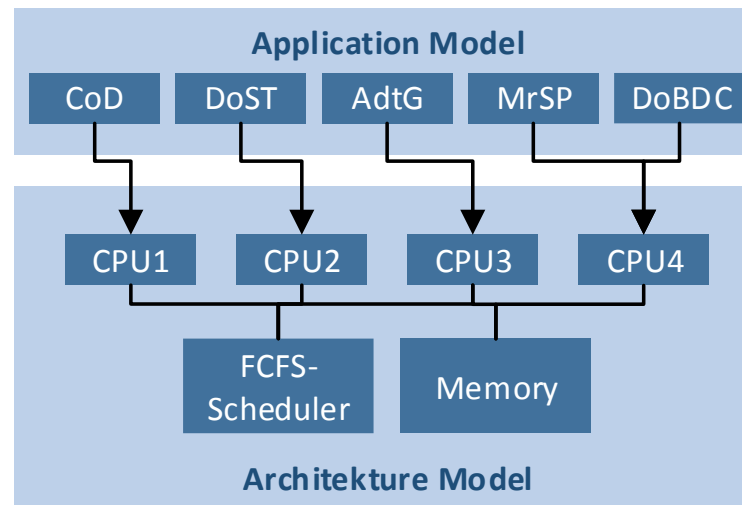 Application Model
CoD
DoST
AdtG
MrSP
DoBDC
CPU1
CPU2
CPU3
CPU4
FCFS-
Scheduler
Memory
Architekture Model